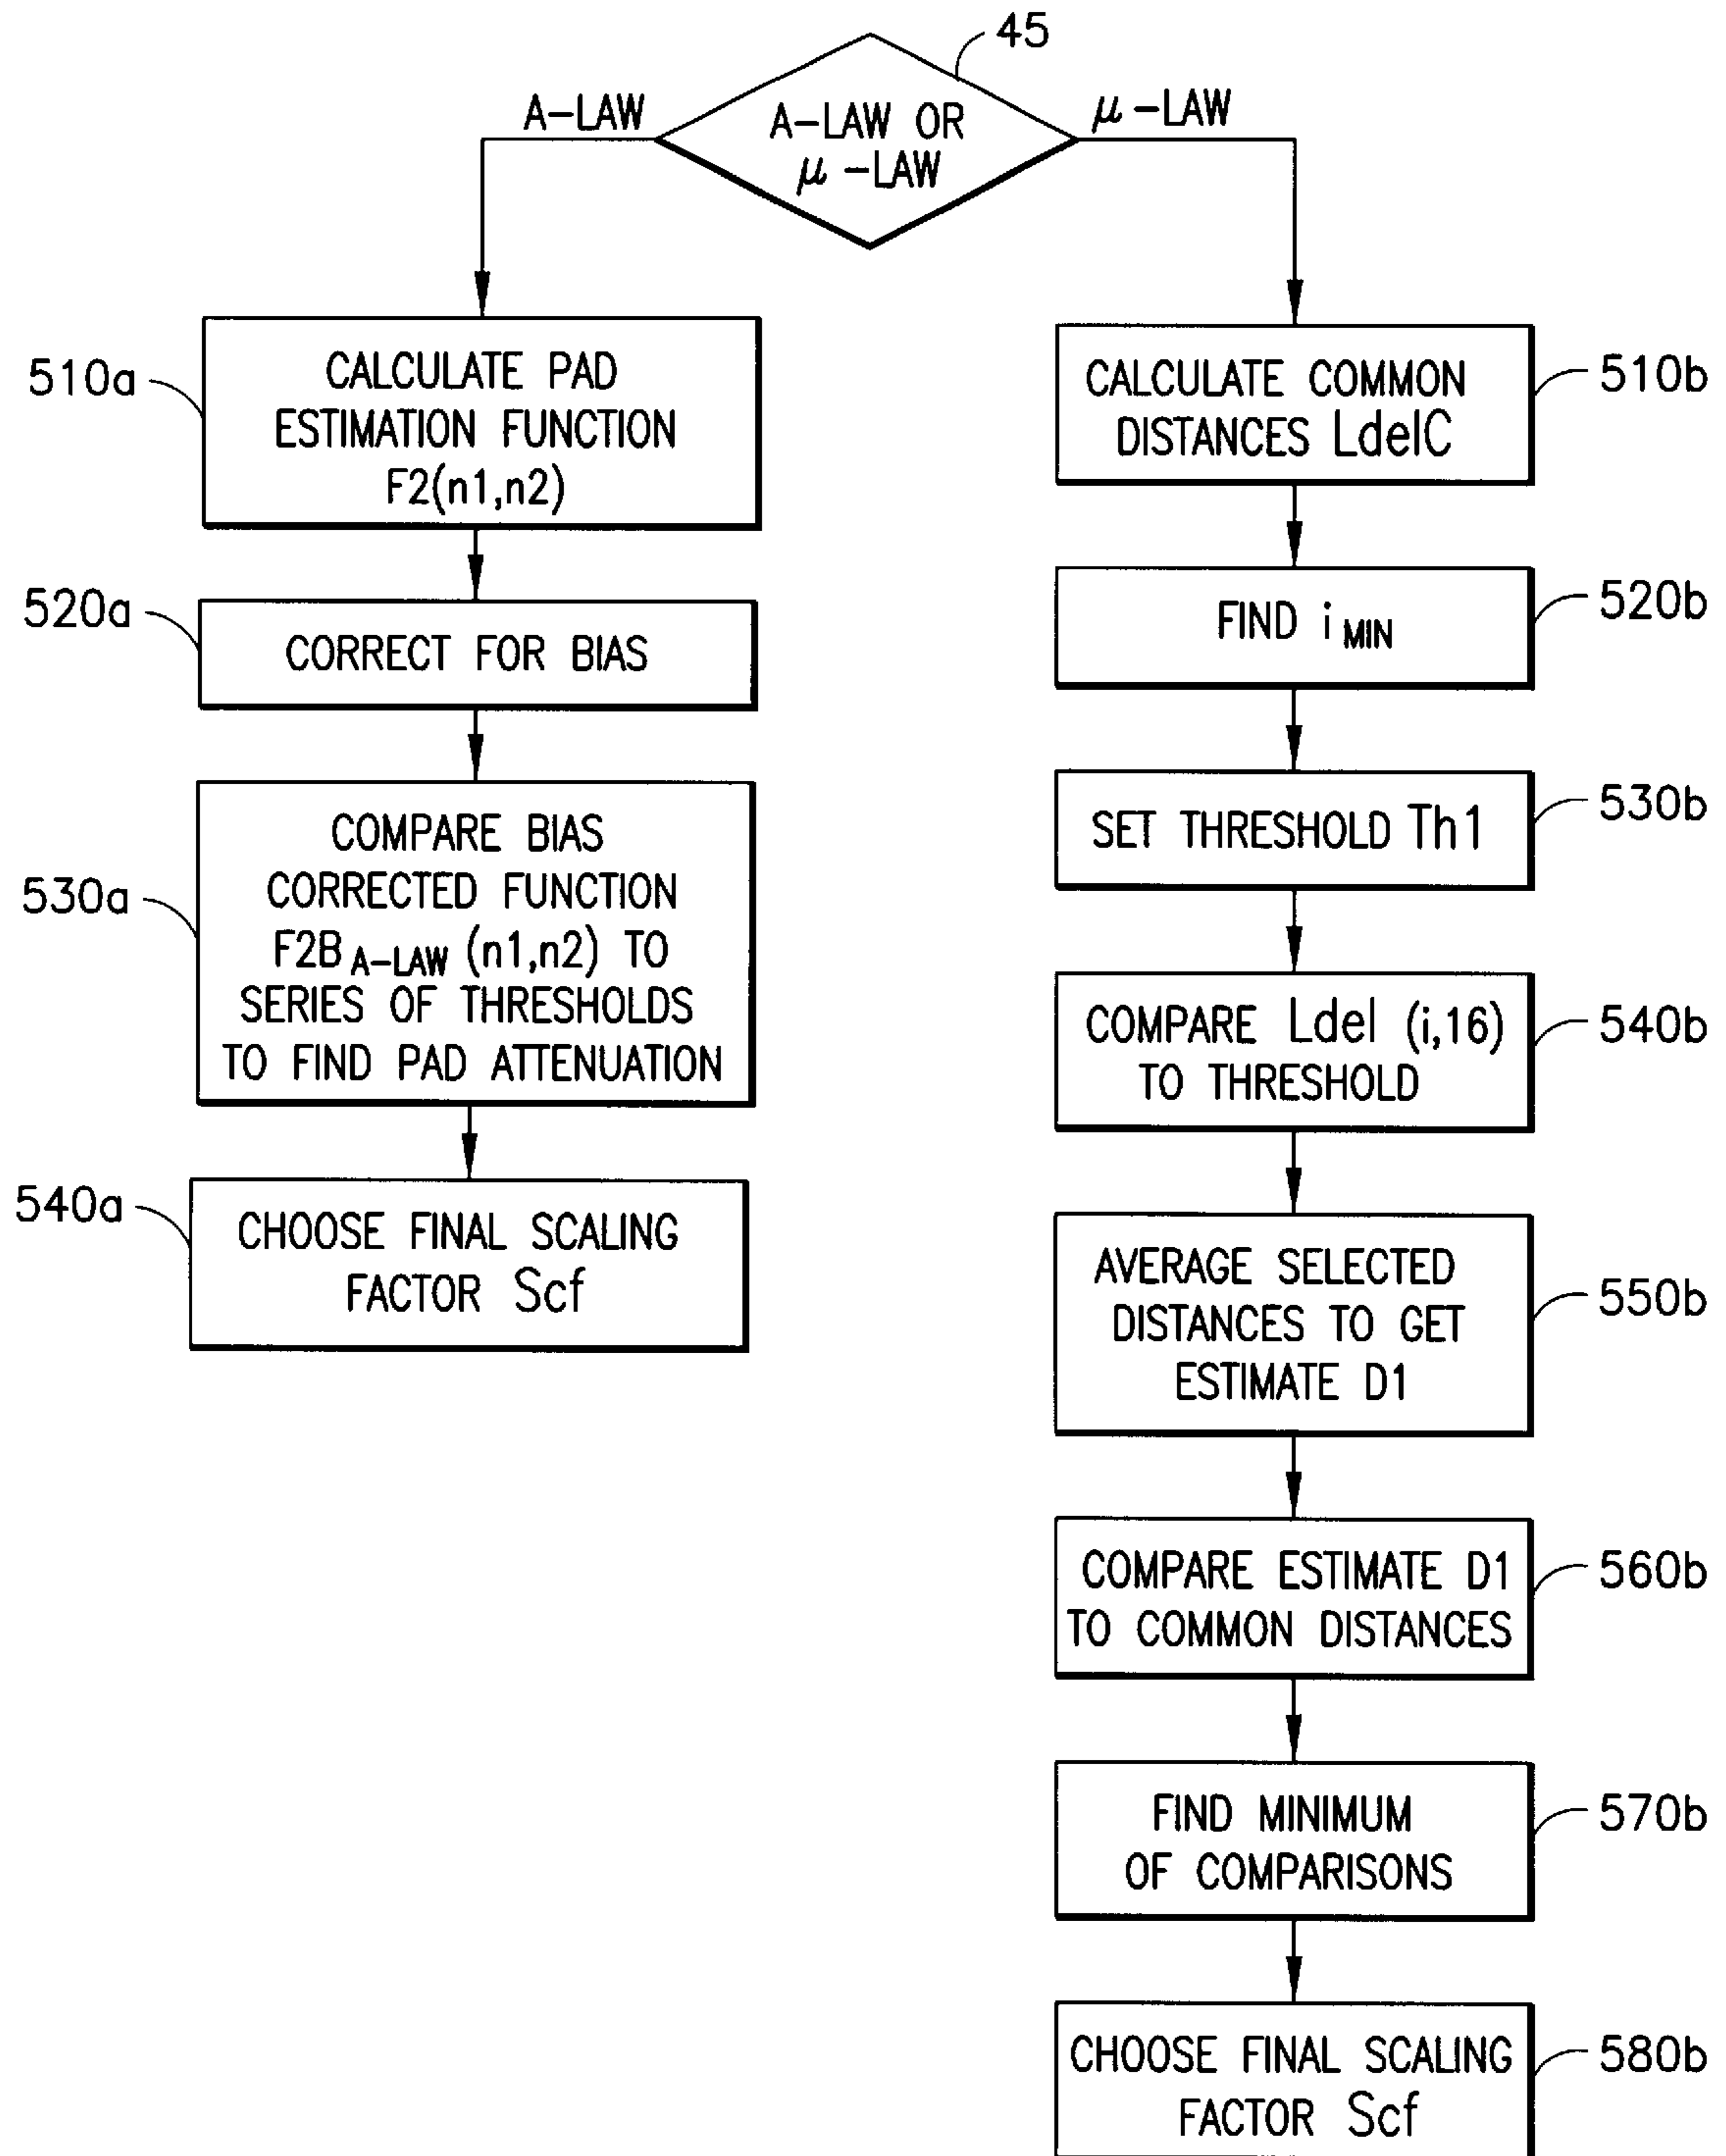 45
A-LAW
A-LAW OR
μ-LAW
μ-LAW
510a
CALCULATE PAD
ESTIMATION FUNCTION
F2(n1,n2)
520a
CORRECT FOR BIAS
530a
COMPARE BIAS
CORRECTED FUNCTION
F2B A-LAW (n1,n2) TO
SERIES OF THRESHOLDS
TO FIND PAD ATTENUATION
540a
CHOOSE FINAL SCALING
FACTOR Scf
CALCULATE COMMON
DISTANCES LdelC
510b
FIND i MIN
520b
SET THRESHOLD Th1
530b
COMPARE Ldel (i,16)
TO THRESHOLD
540b
AVERAGE SELECTED
DISTANCES TO GET
ESTIMATE D1
550b
COMPARE ESTIMATE D1
TO COMMON DISTANCES
560b
FIND MINIMUM
OF COMPARISONS
570b
CHOOSE FINAL SCALING
FACTOR Scf
580b